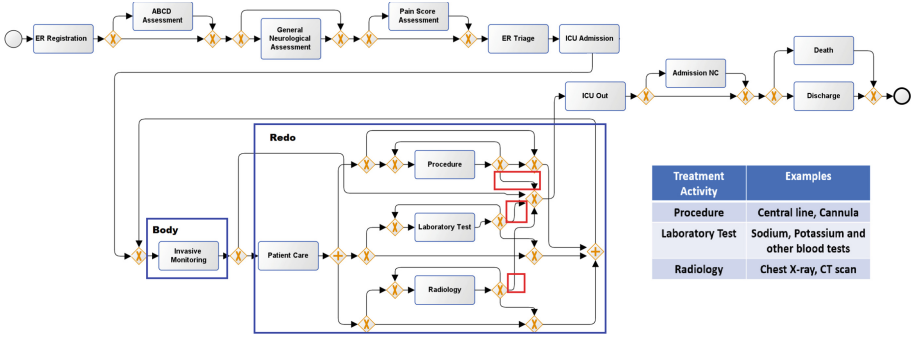 ER Registration
ABCD
Assessment
General
Neurological
Assessment
Pain Score
Assessment
ER Triage
ICU Admission
ICU Out
Admission NC
Death
Discharge
Redo
Body
Invasive
Monitoring
Patient Care
Procedure
Laboratory Test
Radiology
Treatment
Activity
Examples
Procedure
Central line, Cannula
Laboratory Test
Sodium, Potassium and
other blood tests
Radiology
Chest X-ray, CT scan